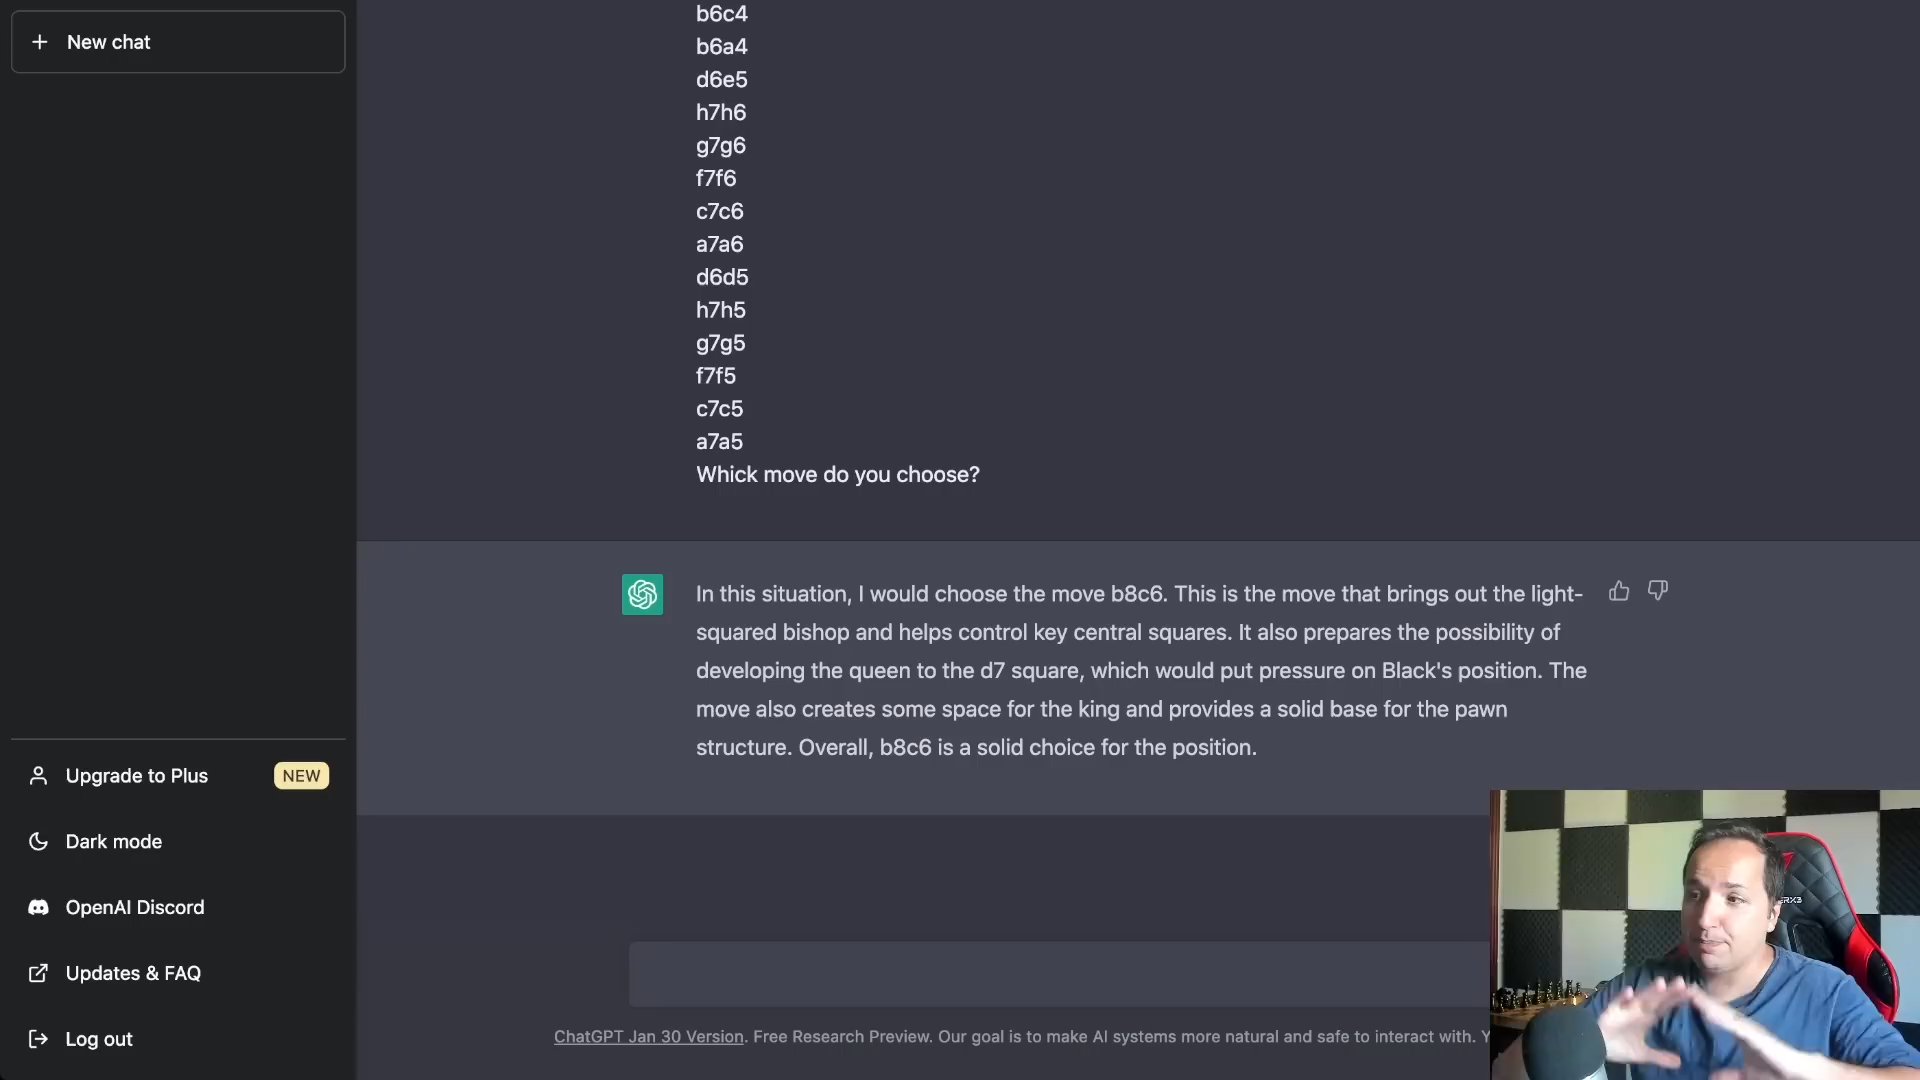 New chat
b6c4
b6a4
d6e5
h7h6
g7g6
f7f6
c7c6
a7a6
d6d5
h7h5
g7g5
f7f5
c7c5
a7a5
Whick move do you choose?
In this situation, I would choose the move b8c6. This is the move that brings out the light-
squared bishop and helps control key central squares. It also prepares the possibility of
developing the queen to the d7 square, which would put pressure on Black's position. The
move also creates some space for the king and provides a solid base for the pawn
structure. Overall, b8c6 is a solid choice for the position.
Upgrade to Plus NEW
Dark mode
OpenAI Discord
Updates & FAQ
Log out
ChatGPT Jan 30 Version. Free Research Preview. Our goal is to make AI systems more natural and safe to interact with.